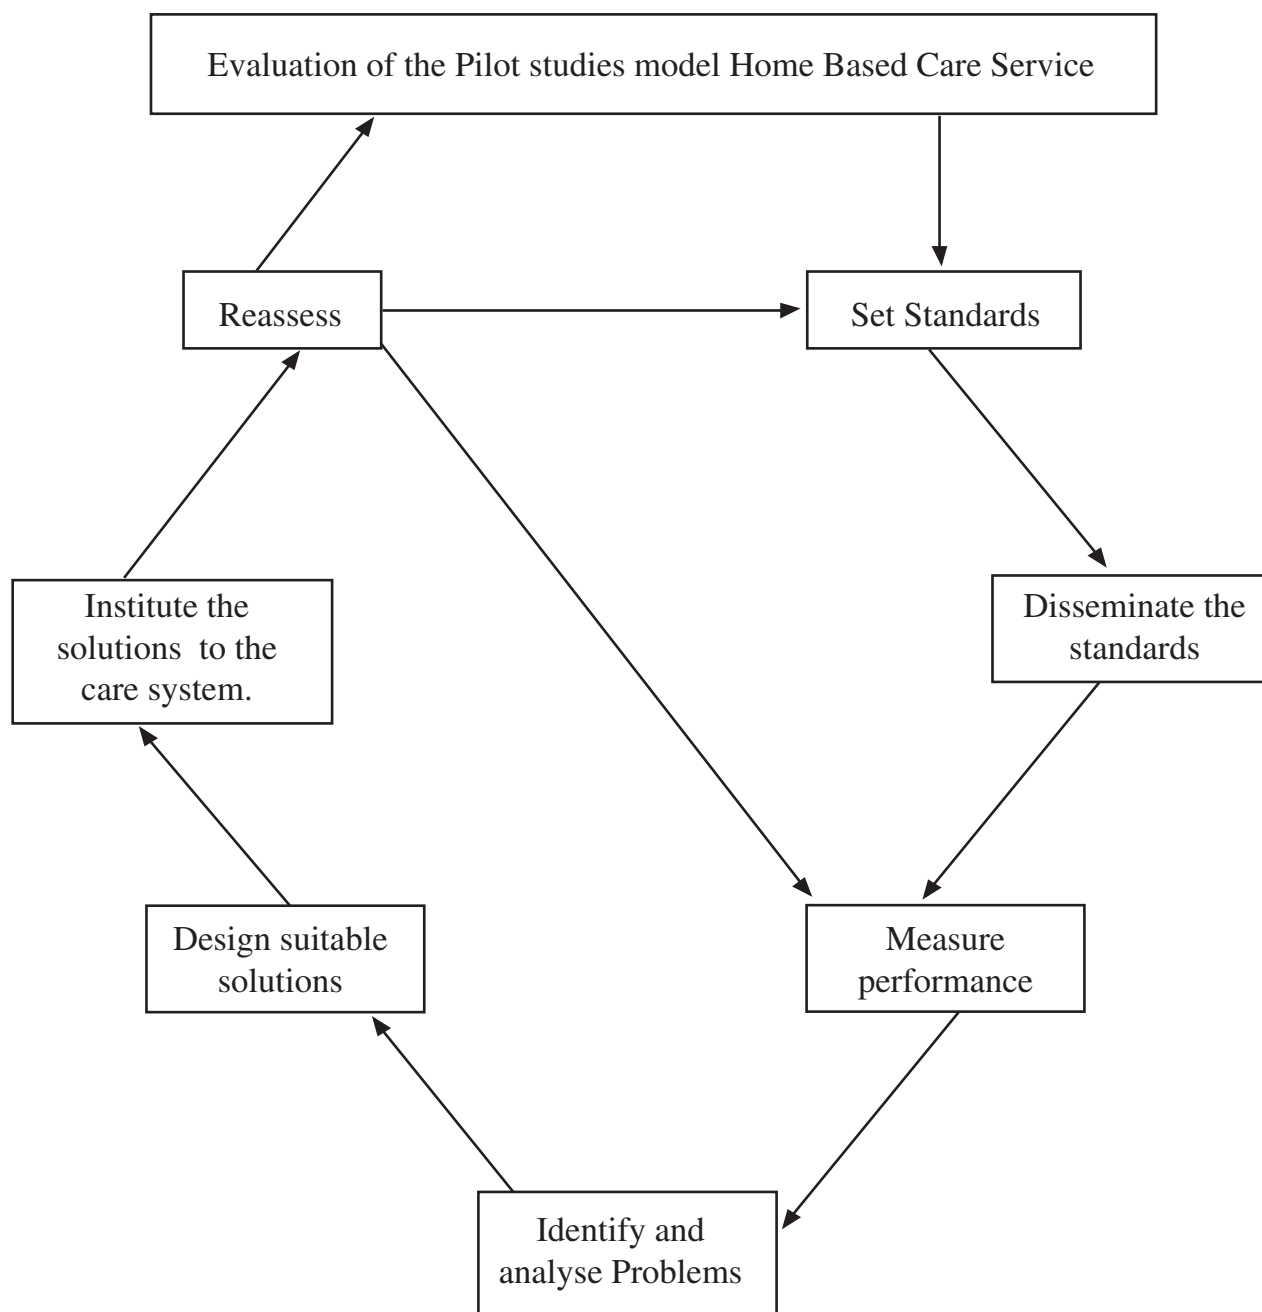 Evaluation of the Pilot studies model Home Based Care Service
Reassess
Set Standards
Institute the
solutions to the
care system.
Disseminate the
standards
Design suitable
solutions
Measure
performance
Identify and
analyse Problems